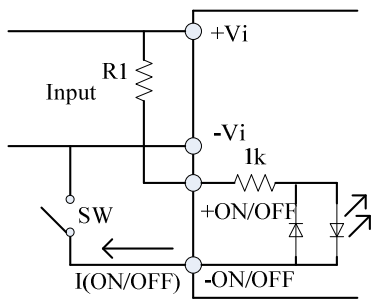 +Vi
R1
Input
-Vi
1k
SW
+ON/OFF
I(ON/OFF)
-ON/OFF